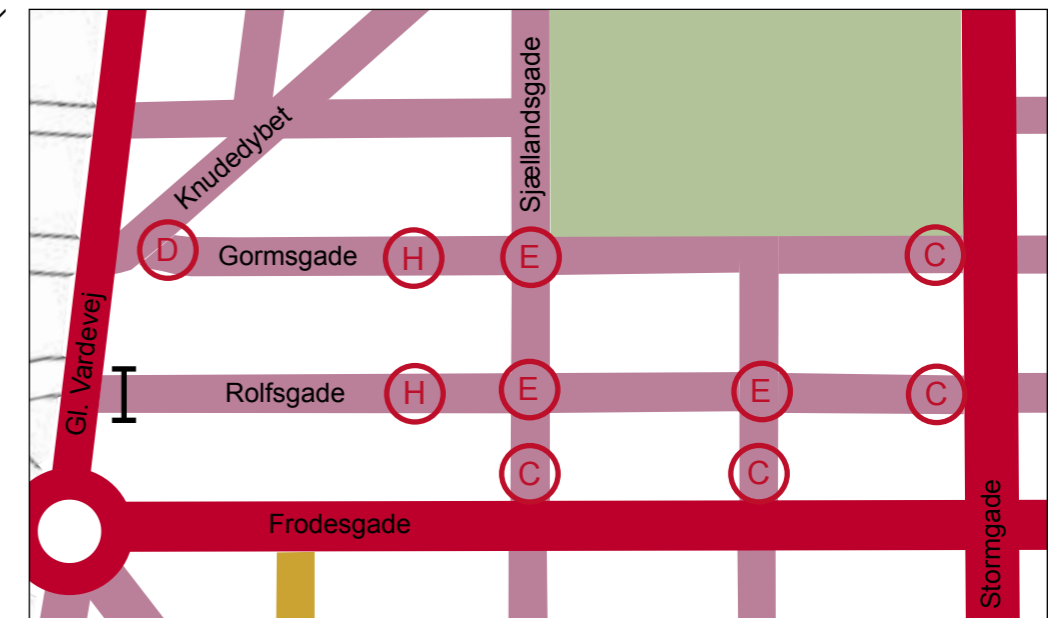 Sjællandsgade
Knudedybet
D
Gormsgade
H
E
C
Gl. Vardevej
Rolfsgade
H
E
E
C
C
C
Frodesgade
Stormgade